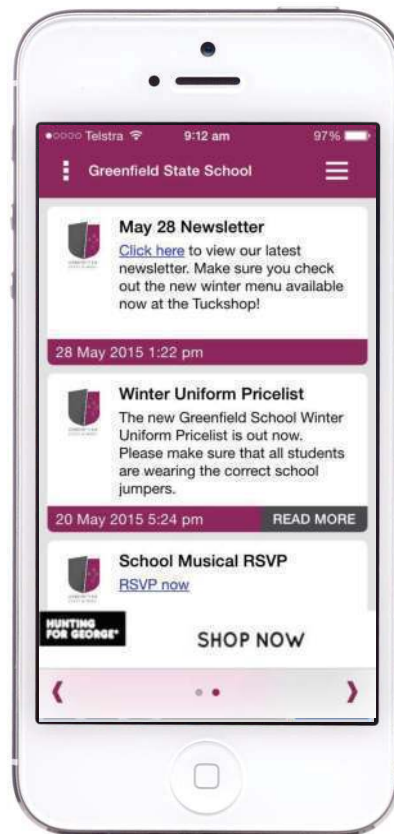 Telstra 9:12 am 97%
Greenfield State School
May 28 Newsletter
Click here to view our latest
newsletter. Make sure you check
out the new winter menu available
now at the Tuckshop!
28 May 2015 1:22 pm
Winter Uniform Pricelist
The new Greenfield School Winter
Uniform Pricelist is out now.
Please make sure that all students
are wearing the correct school
jumpers.
20 May 2015 5:24 pm READ MORE
School Musical RSVP
RSVP now
HUNTING
FOR GEORGE
SHOP NOW